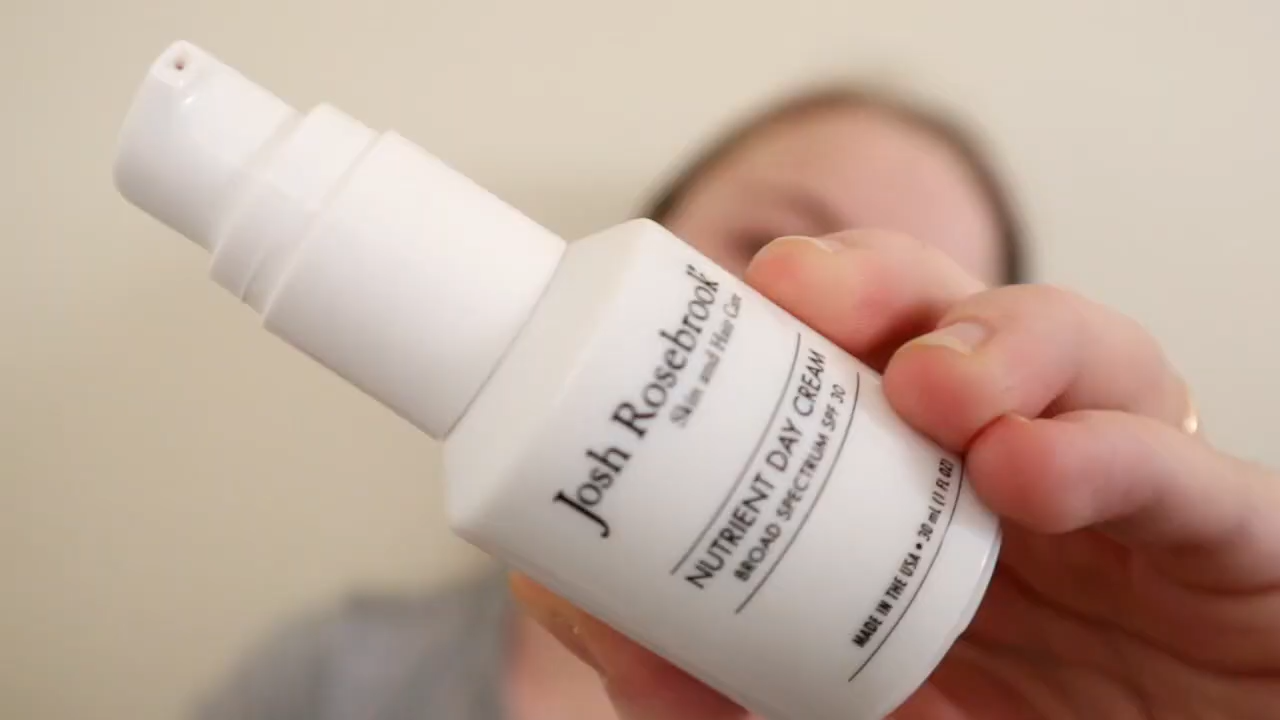 Josh Rosebrook
Skin and Hair Care
NUTRIENT DAY CREAM
BROAD SPECTRUM SPF 30
MADE IN THE USA • 30 mL (1 FL OZ)